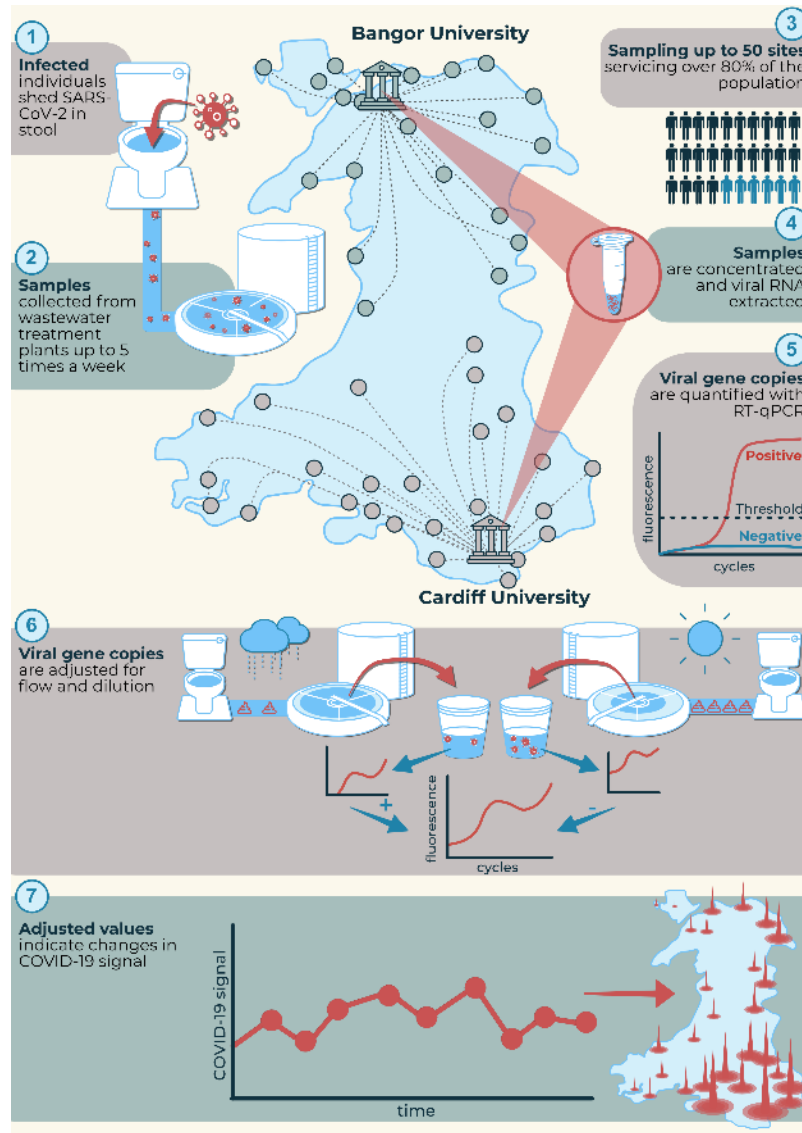 Bangor University
1
Infected
individuals
shed SARS-
CoV-2 in
stool
2
Samples
collected from
wastewater
treatment
plants up to 5
times a week
3
Sampling up to 50 sites
servicing over 80% of the
population
4
Samples
are concentrated
and viral RNA
extracted
5
Viral gene copies
are quantified with
RT-qPCR
fluorescence
Positive
Threshold
Negative
cycles
Cardiff University
6
Viral gene copies
are adjusted for
flow and dilution
+
-
fluorescence
cycles
7
Adjusted values
indicate changes in
COVID-19 signal
COVID-19 signal
time